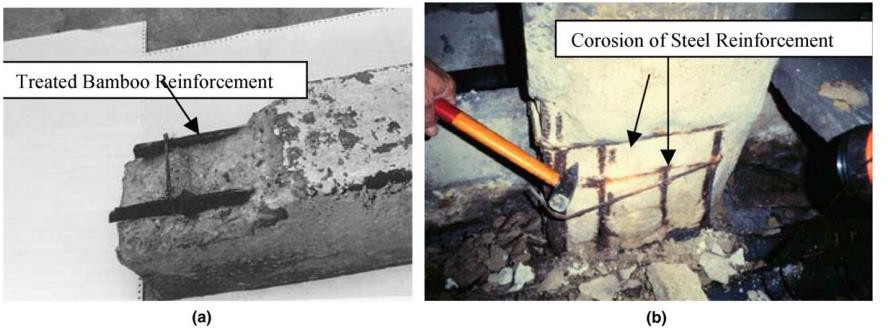 Treated Bamboo Reinforcement
Corosion of Steel Reinforcement
(a)
(b)